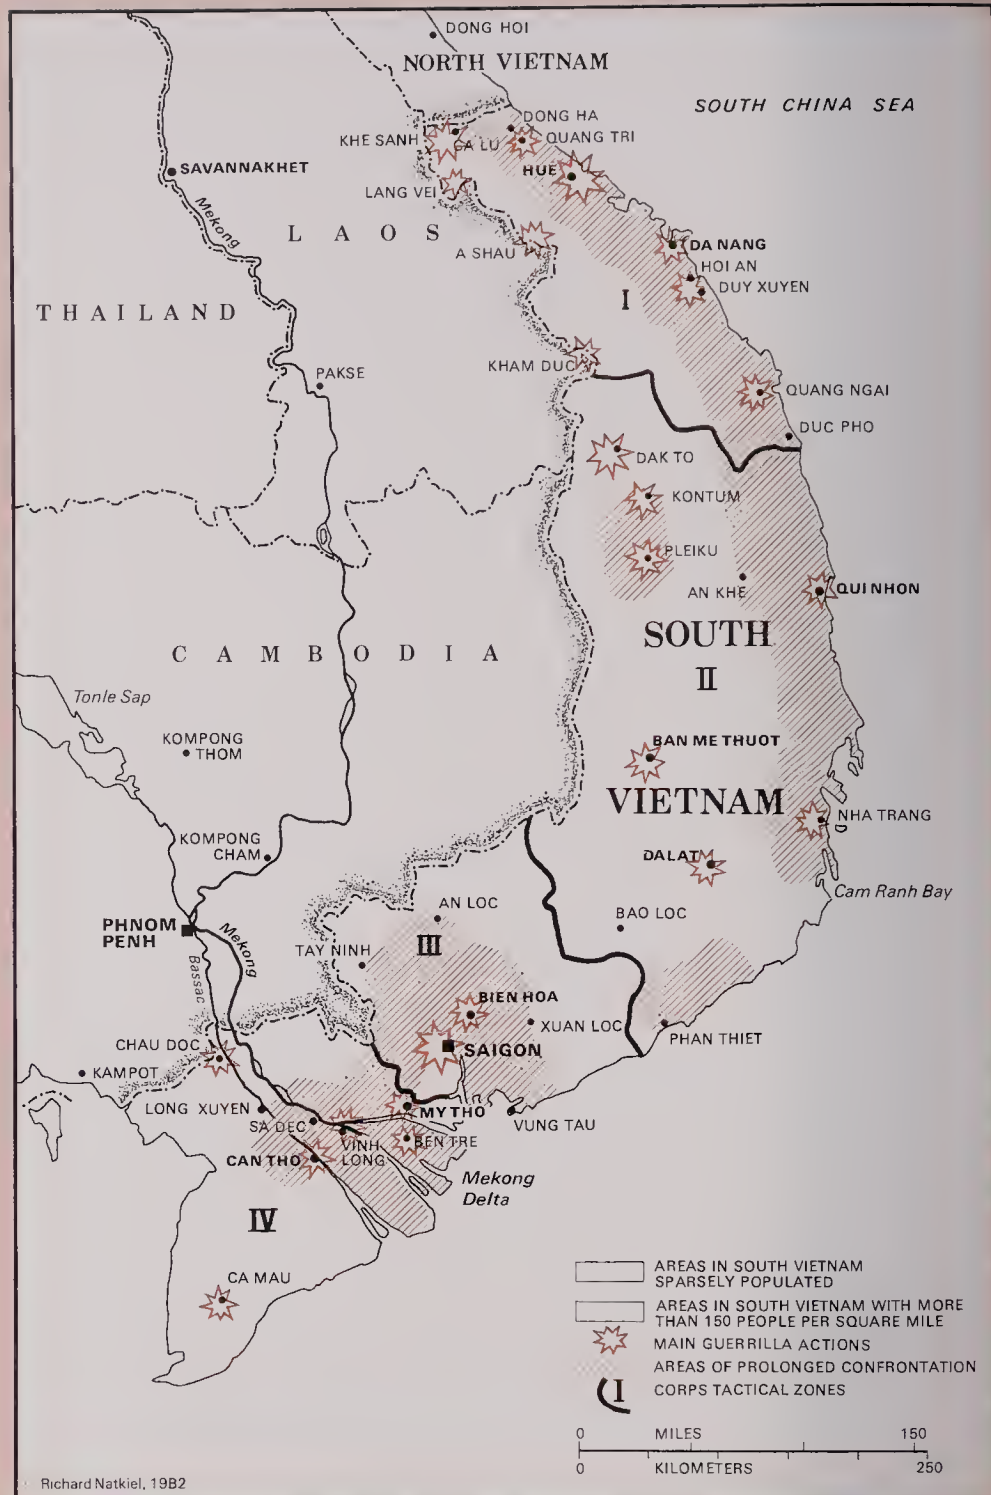 DONG HOI
NORTH VIETNAM
SOUTH CHINA SEA
DONG HA
KHE SANH
CA LU
QUANG TRI
SAVANNAKHET
HUE
LANG VEI
Mekong
LAOS
A SHAU
DA NANG
HOI AN
DUY XUYEN
I
THAILAND
KHAM DUC
PAKSE
QUANG NGAI
DUC PHO
DAK TO
KONTUM
PLEIKU
AN KHE
QUI NHON
SOUTH
II
CAMBODIA
Tonle Sap
KOMPONG
THOM
BAN ME THUOT
VIETNAM
NHA TRANG
KOMPONG
CHAM
DALAT
Cam Ranh Bay
AN LOC
BAO LOC
PHNOM
PENH
Mekong
III
TAY NINH
Bassac
BIEN HOA
XUAN LOC
PHAN THIET
CHAU DOC
SAIGON
KAMPOT
LONG XUYEN
MY THO
VUNG TAU
SA DEC
VINH
LONG
BEN TRE
CAN THO
Mekong
Delta
IV
CA MAU
AREAS IN SOUTH VIETNAM
SPARSELY POPULATED
AREAS IN SOUTH VIETNAM WITH MORE
THAN 150 PEOPLE PER SQUARE MILE
MAIN GUERRILLA ACTIONS
AREAS OF PROLONGED CONFRONTATION
I
CORPS TACTICAL ZONES
0 MILES 150
0 KILOMETERS 250
Richard Natkiel, 19B2